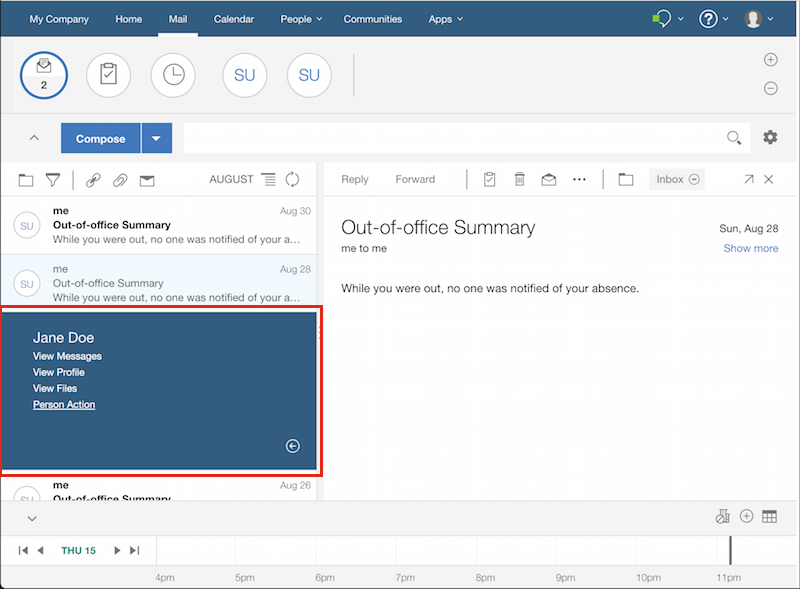 My Company Home Mail Calendar People Communities Apps
2
SU SU
Compose
AUGUST
Reply Forward Inbox
SU
me Aug 30
Out-of-office Summary
While you were out, no one was notified of your a...
SU
me Aug 28
Out-of-office Summary
While you were out, no one was notified of your a...
Jane Doe
View Messages
View Profile
View Files
Person Action
SU
me Aug 26
Out-of-office Summary
Out-of-office Summary Sun, Aug 28
me to me Show more
While you were out, no one was notified of your absence.
THU 15
4pm 5pm 6pm 7pm 8pm 9pm 10pm 11pm